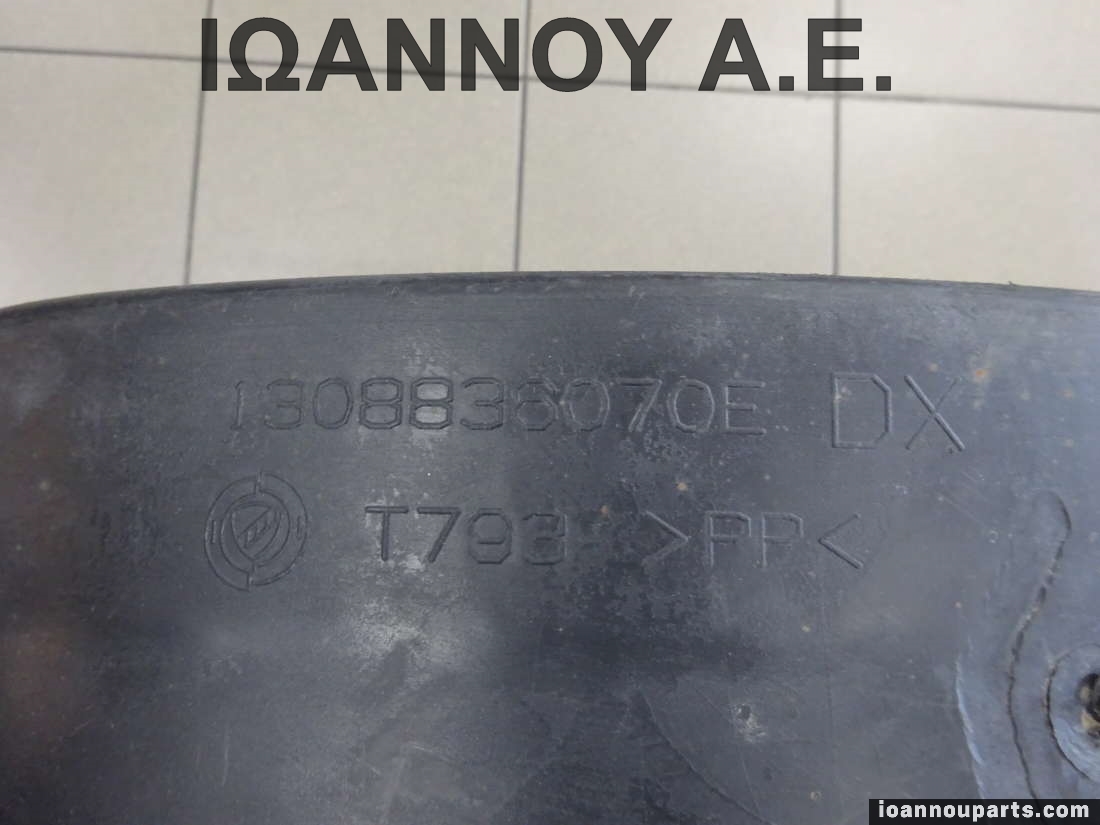 ΙΩΑΝΝΟΥ Α.Ε.
1308836070E DX
T793 >PP<
ioannouparts.com